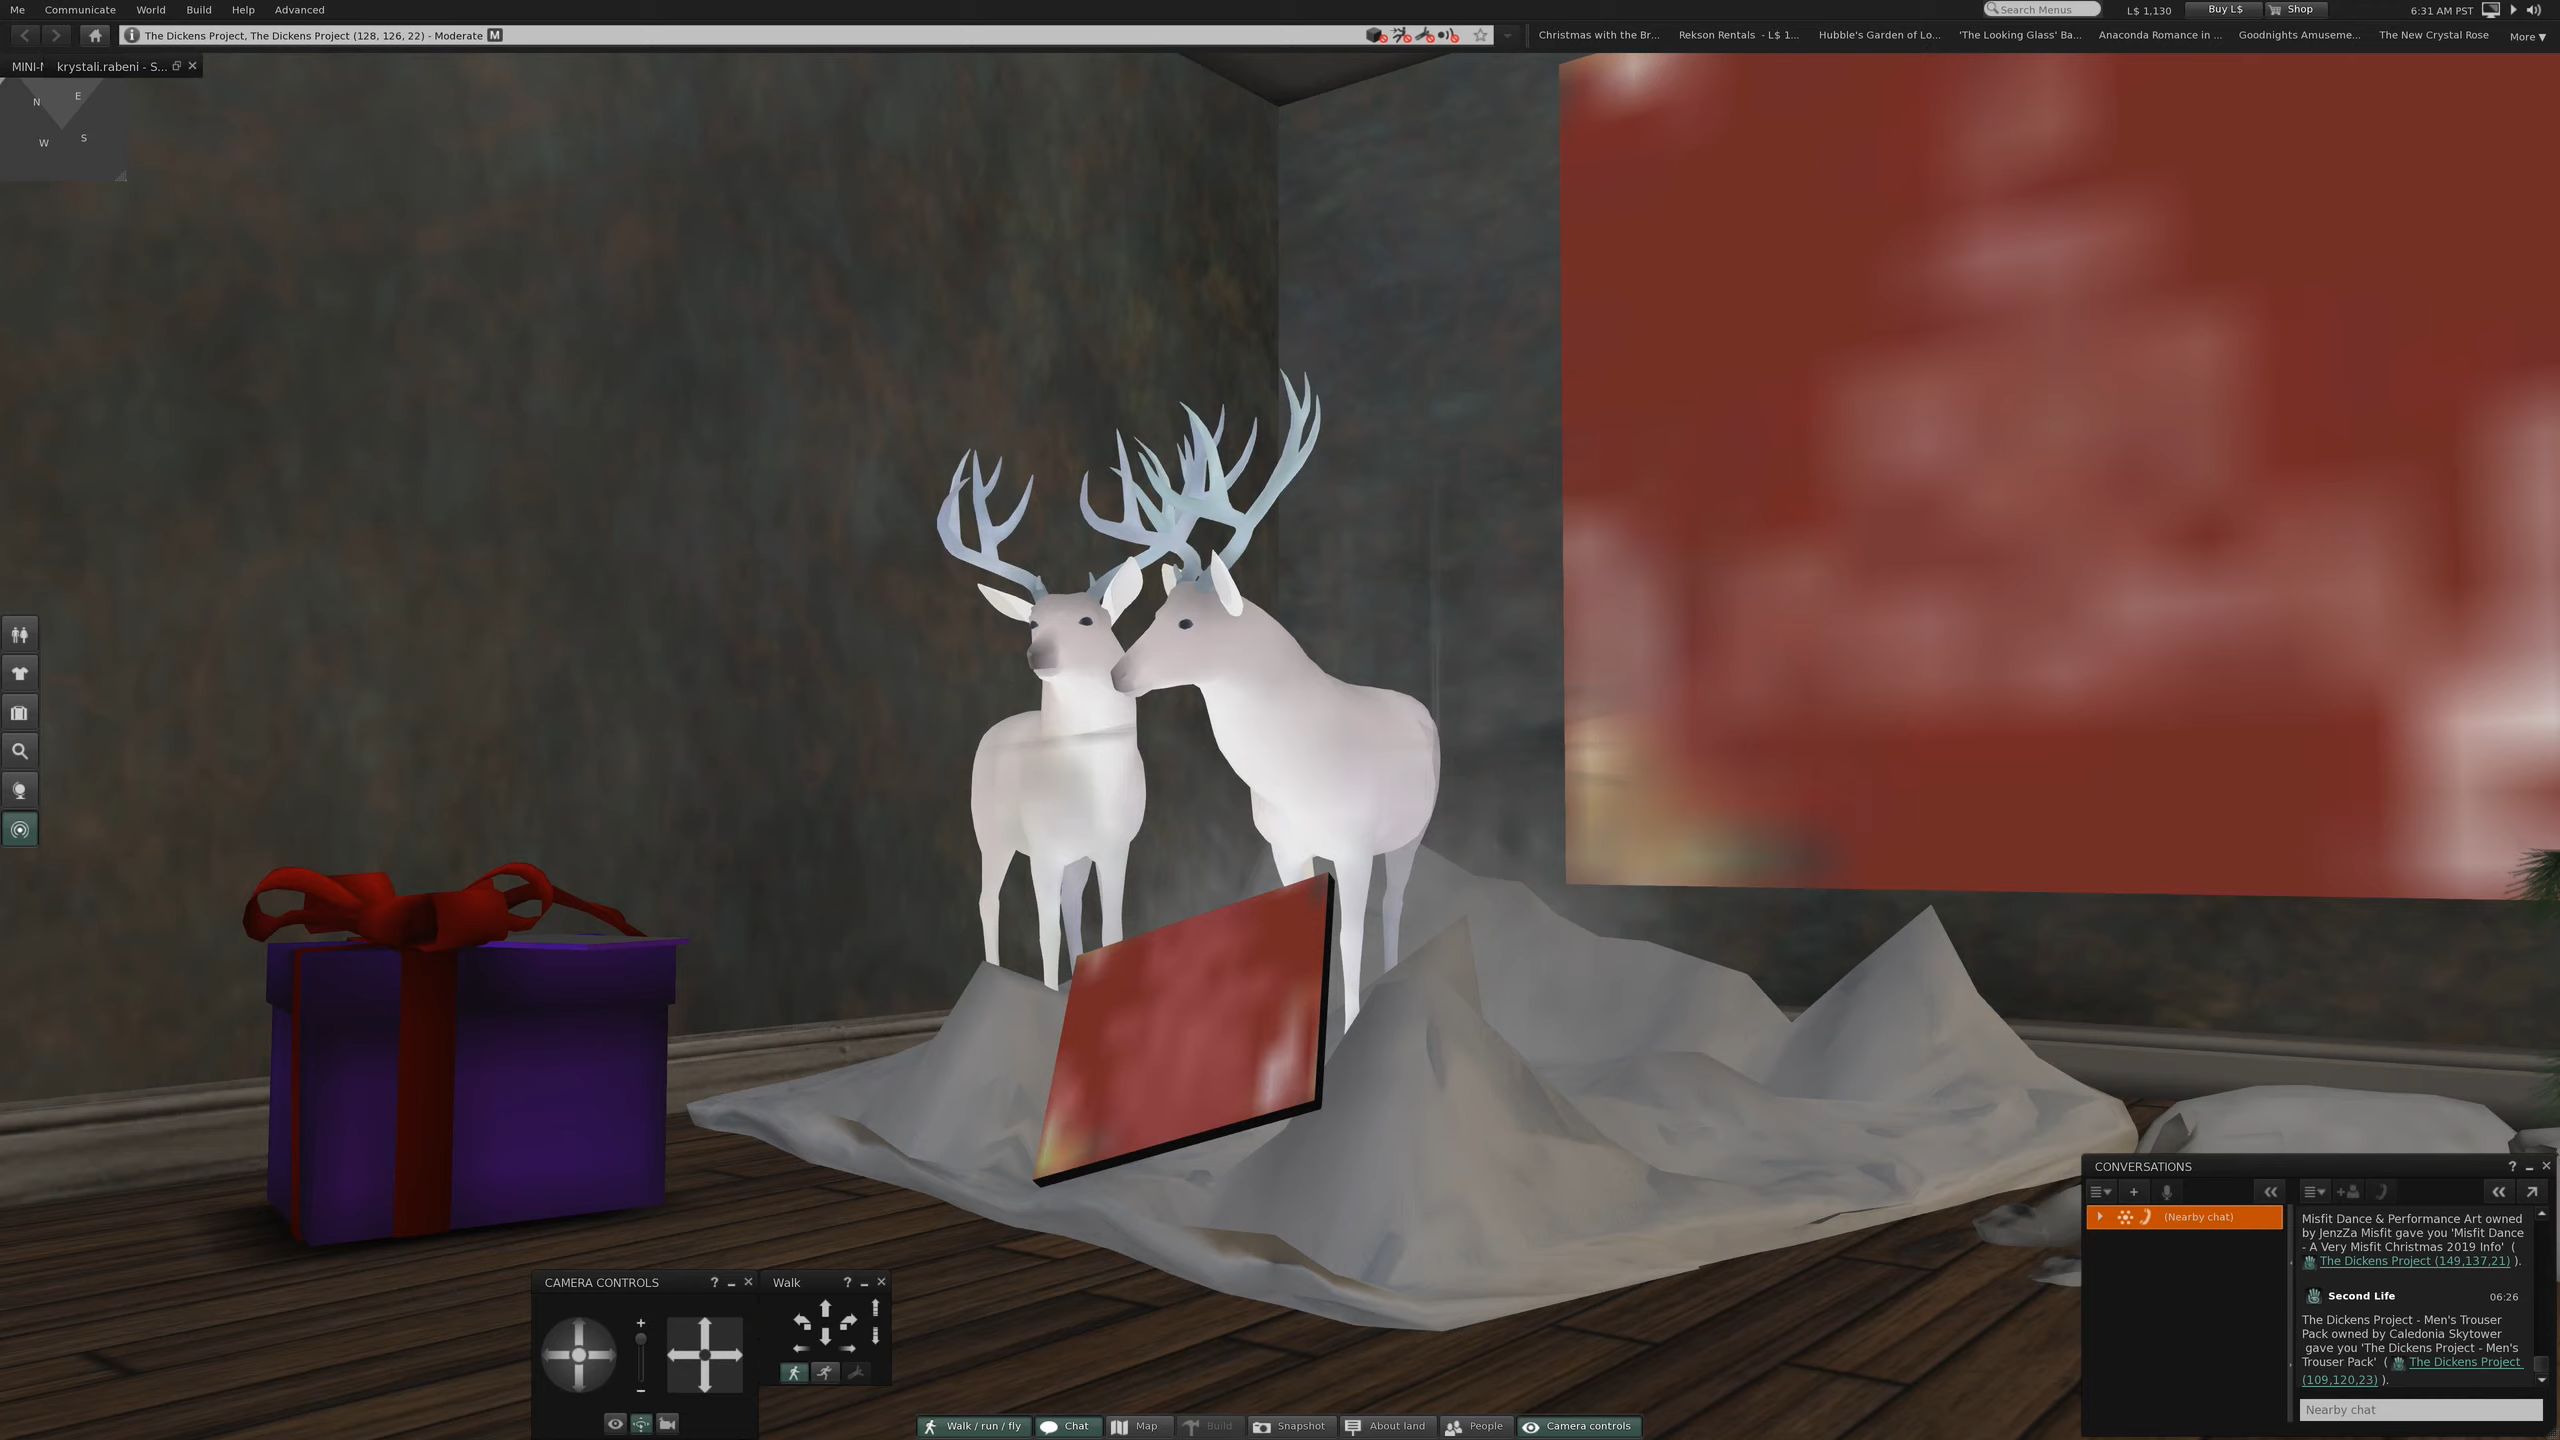 Me Communicate World Build Help Advanced
Search Menus L$ 1,130 Buy L$ Shop 6:31 AM PST
The Dickens Project, The Dickens Project (128, 126, 22) - Moderate M
Christmas with the Br... Rekson Rentals - L$ 1... Hubble's Garden of Lo... 'The Looking Glass' Ba... Anaconda Romance in ... Goodnights Amuseme... The New Crystal Rose More ▼
krystali.rabeni - S...
N E
W S
CONVERSATIONS
(Nearby chat)
Misfit Dance & Performance Art owned
by JenzZa Misfit gave you 'Misfit Dance
- A Very Misfit Christmas 2019 Info' (
The Dickens Project (149,137,21) ).
Second Life 06:26
The Dickens Project - Men's Trouser
Pack owned by Caledonia Skytower
gave you 'The Dickens Project - Men's
Trouser Pack' ( The Dickens Project
(109,120,23) ).
Nearby chat
CAMERA CONTROLS ?
Walk ?
Walk / run / fly Chat Map Build Snapshot About land People Camera controls